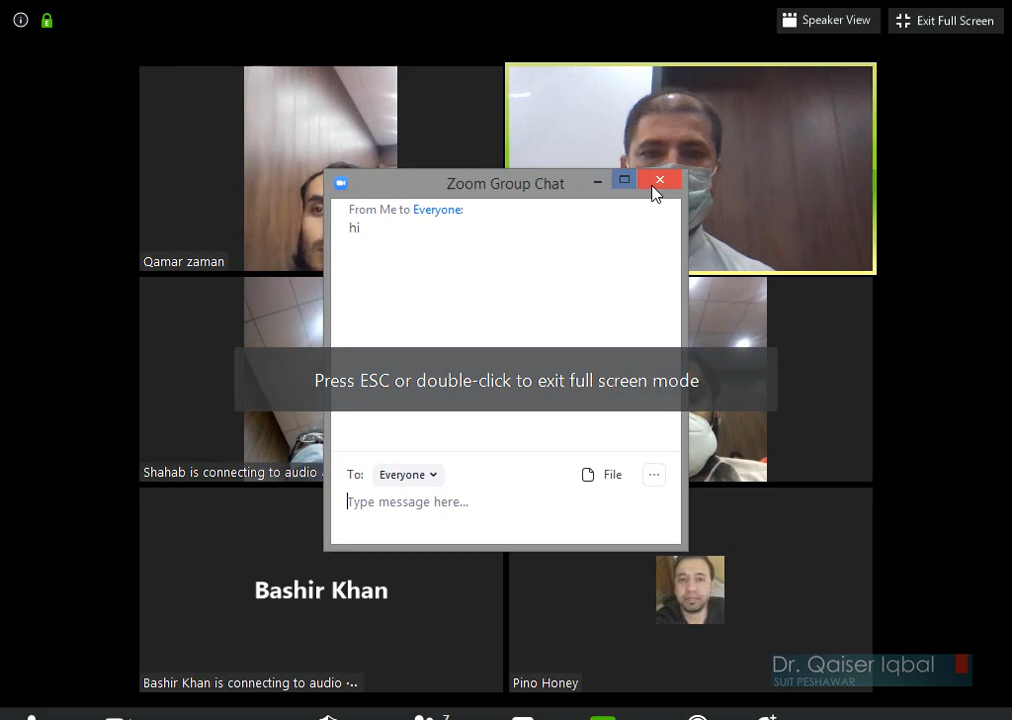 Speaker View
Exit Full Screen
Zoom Group Chat
From Me to Everyone:
hi
Qamar zaman
Press ESC or double-click to exit full screen mode
Shahab is connecting to audio
To: Everyone
File
Type message here...
Bashir Khan
Bashir Khan is connecting to audio ...
Pino Honey
Dr. Qaiser Iqbal
SUIT PESHAWAR
7